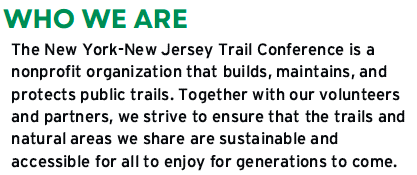 WHO WE ARE
The New York-New Jersey Trail Conference is a
nonprofit organization that builds, maintains, and
protects public trails. Together with our volunteers
and partners, we strive to ensure that the trails and
natural areas we share are sustainable and
accessible for all to enjoy for generations to come.